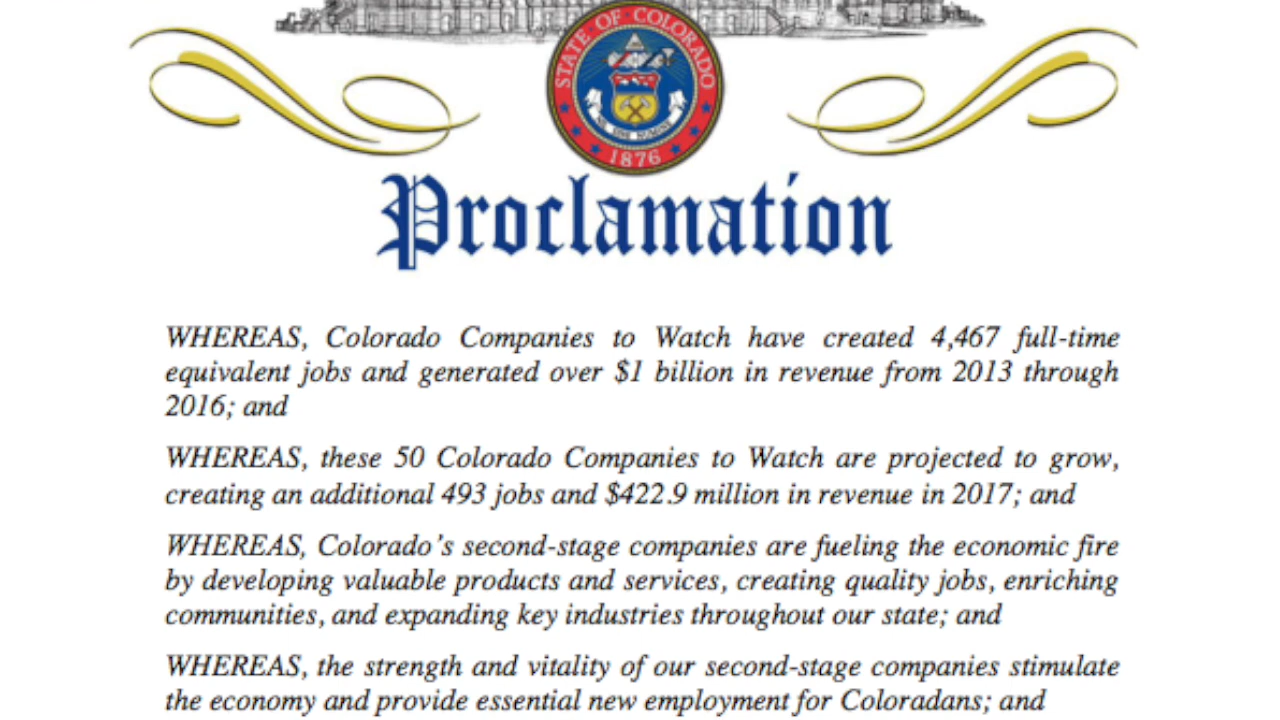 STATE OF COLORADO
NIL SINE NUMINE
1876
Proclamation
WHEREAS, Colorado Companies to Watch have created 4,467 full-time
equivalent jobs and generated over $1 billion in revenue from 2013 through
2016; and
WHEREAS, these 50 Colorado Companies to Watch are projected to grow,
creating an additional 493 jobs and $422.9 million in revenue in 2017; and
WHEREAS, Colorado's second-stage companies are fueling the economic fire
by developing valuable products and services, creating quality jobs, enriching
communities, and expanding key industries throughout our state; and
WHEREAS, the strength and vitality of our second-stage companies stimulate
the economy and provide essential new employment for Coloradans; and